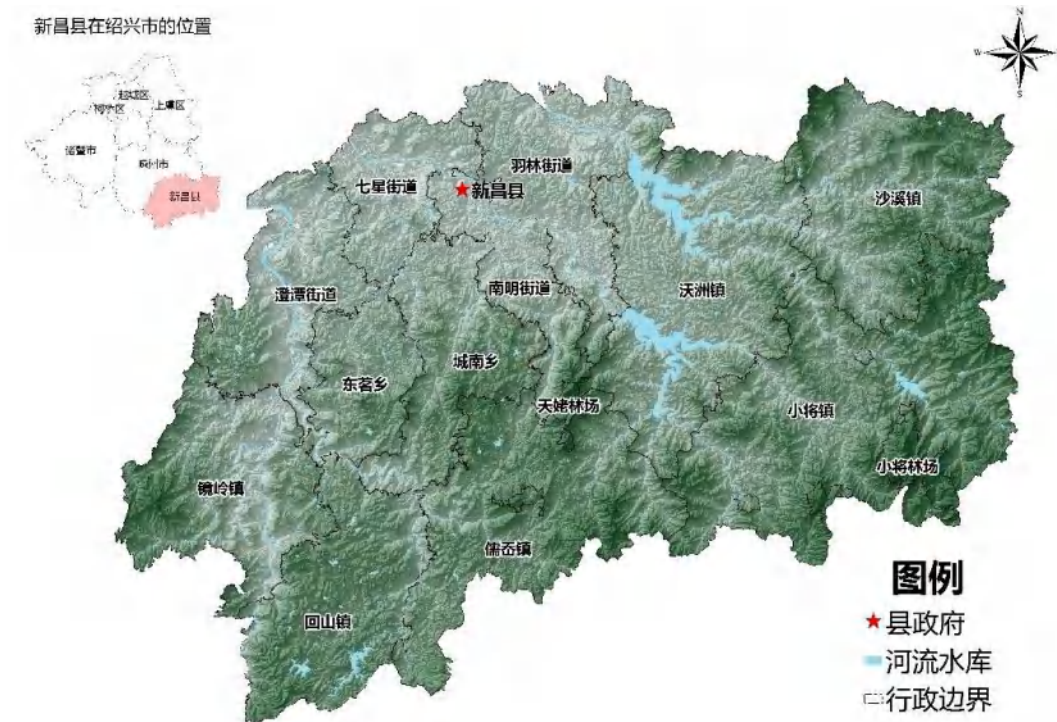 新昌县在绍兴市的位置
N
W
S
越城区
柯桥区
上虞区
诸暨市
嵊州市
新昌县
羽林街道
七星街道
新昌县
沙溪镇
澄潭街道
南明街道
沃洲镇
城南乡
东茗乡
天姥林场
小将镇
镜岭镇
小将林场
儒岙镇
回山镇
图例
县政府
河流水库
行政边界